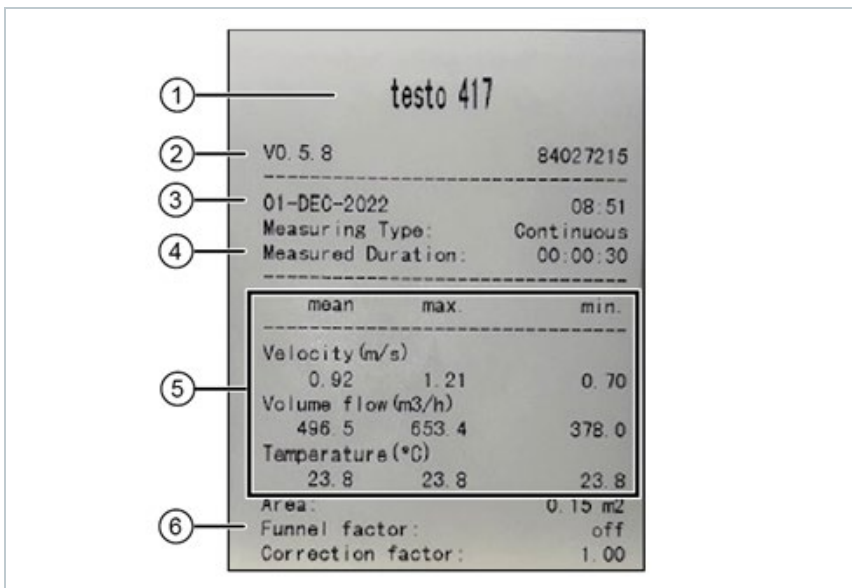 testo 417
① 
② V0.5.8 84027215
------------------------------------
③ 01-DEC-2022 08:51
Measuring Type: Continuous
④ Measured Duration: 00:00:30
------------------------------------
mean max. min.
------------------------------------
Velocity(m/s)
0.92 1.21 0.70
⑤ Volume flow(m3/h)
496.5 653.4 378.0
Temperature(°C)
23.8 23.8 23.8
Area: 0.15 m2
⑥ Funnel factor: off
Correction factor: 1.00